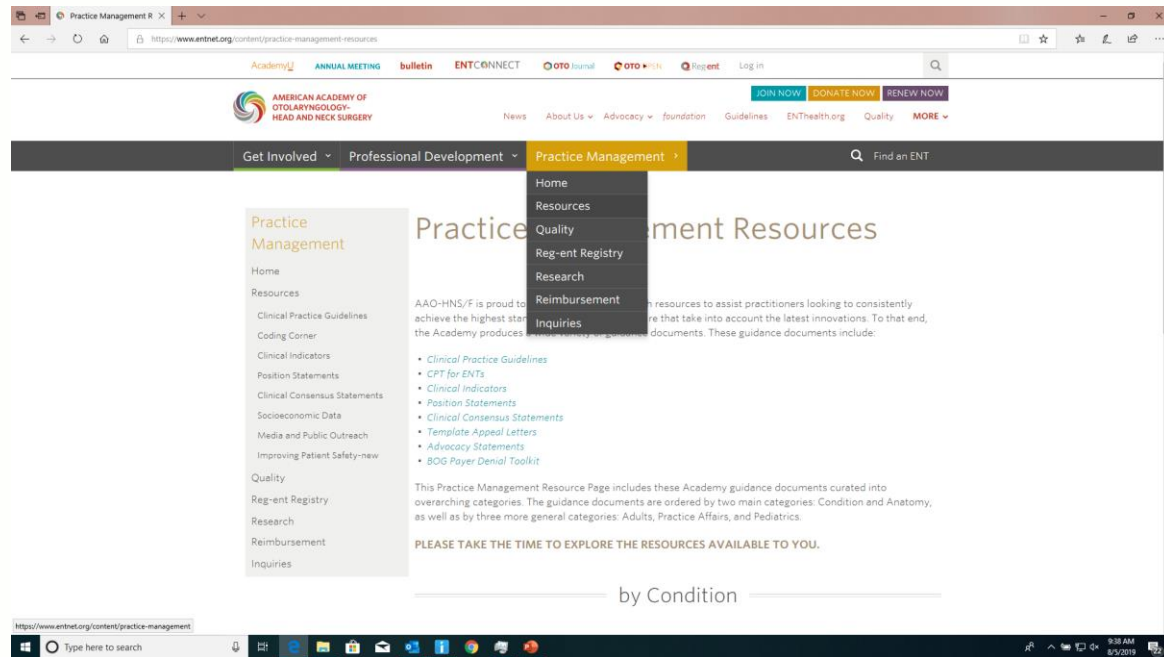 Practice Management R
https://www.entnet.org/content/practice-management-resources
AcademyU ANNUAL MEETING bulletin ENTCONNECT OTO Journal OTO Regent Log in
AMERICAN ACADEMY OF
OTOLARYNGOLOGY-
HEAD AND NECK SURGERY
JOIN NOW DONATE NOW RENEW NOW
News About Us Advocacy foundation Guidelines ENThealth.org Quality MORE
Get Involved Professional Development Practice Management Find an ENT
Home
Resources
Quality
Reg-ent Registry
Research
Reimbursement
Inquiries
Practice
Management
Home
Resources
Clinical Practice Guidelines
Coding Corner
Clinical Indicators
Position Statements
Clinical Consensus Statements
Socioeconomic Data
Media and Public Outreach
Improving Patient Safety-new
Quality
Reg-ent Registry
Research
Reimbursement
Inquiries
Practice ment Resources
AAO-HNS/F is proud to resources to assist practitioners looking to consistently
achieve the highest re that take into account the latest innovations. To that end,
the Academy produces documents. These guidance documents include:
• Clinical Practice Guidelines
• CPT for ENTs
• Clinical Indicators
• Position Statements
• Clinical Consensus Statements
• Template Appeal Letters
• Advocacy Statements
• BOG Payer Denial Toolkit
This Practice Management Resource Page includes these Academy guidance documents curated into
overarching categories. The guidance documents are ordered by two main categories: Condition and Anatomy,
as well as by three more general categories: Adults, Practice Affairs, and Pediatrics.
PLEASE TAKE THE TIME TO EXPLORE THE RESOURCES AVAILABLE TO YOU.
by Condition
https://www.entnet.org/content/practice-management
Type here to search
9:38 AM
8/5/2019
22